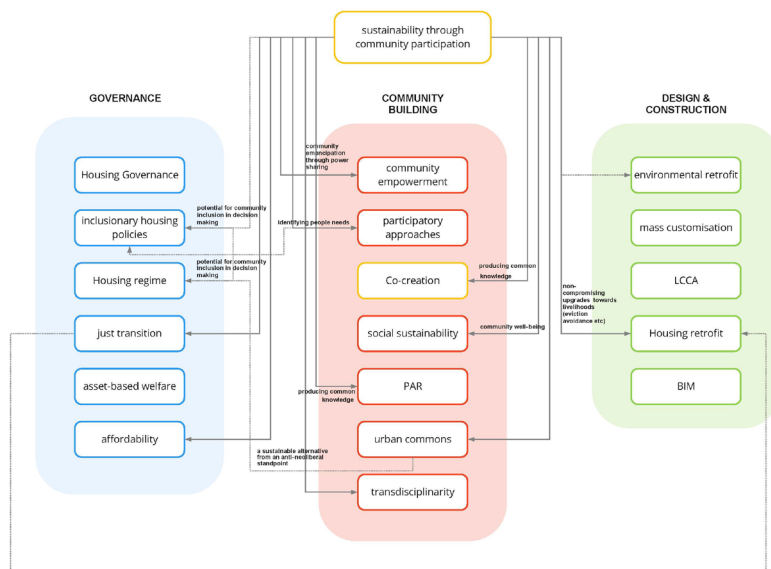 sustainability through
community participation
GOVERNANCE
COMMUNITY
BUILDING
DESIGN &
CONSTRUCTION
Housing Governance
inclusionary housing
policies
Housing regime
just transition
asset-based welfare
affordability
potential for community
inclusion in decision
making
potential for community
inclusion in decision
making
a sustainable alternative
from an anti-neoliberal
standpoint
community
emancipation
through power
sharing
identifying people needs
producing common
knowledge
community
empowerment
participatory
approaches
Co-creation
social sustainability
PAR
urban commons
transdisciplinarity
producing common
knowledge
community well-being
non-
compromising
upgrades towards
livelihoods
(eviction
avoidance etc)
environmental retrofit
mass customisation
LCCA
Housing retrofit
BIM